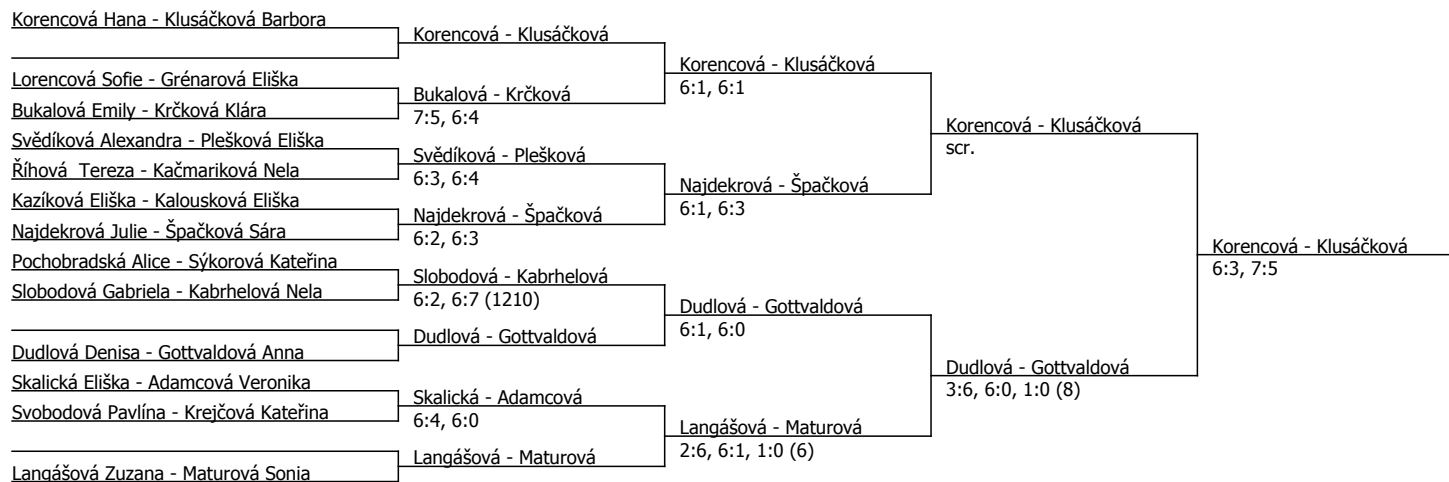 Korencová Hana - Klusáčková Barbora
Lorencová Sofie - Grénarová Eliška
Bukalová Emily - Krčková Klára
Svědíková Alexandra - Plešková Eliška
Říhová  Tereza - Kačmariková Nela
Kazíková Eliška - Kalousková Eliška
Najdekrová Julie - Špačková Sára
Pochobradská Alice - Sýkorová Kateřina
Slobodová Gabriela - Kabrhelová Nela
Dudlová Denisa - Gottvaldová Anna
Skalická Eliška - Adamcová Veronika
Svobodová Pavlína - Krejčová Kateřina
Langášová Zuzana - Maturová Sonia
Korencová - Klusáčková
Bukalová - Krčková
7:5, 6:4
Svědíková - Plešková
6:3, 6:4
Najdekrová - Špačková
6:2, 6:3
Slobodová - Kabrhelová
6:2, 6:7 (1210)
Dudlová - Gottvaldová
Skalická - Adamcová
6:4, 6:0
Langášová - Maturová
Korencová - Klusáčková
6:1, 6:1
Najdekrová - Špačková
6:1, 6:3
Dudlová - Gottvaldová
6:1, 6:0
Langášová - Maturová
2:6, 6:1, 1:0 (6)
Korencová - Klusáčková
scr.
Dudlová - Gottvaldová
3:6, 6:0, 1:0 (8)
Korencová - Klusáčková
6:3, 7:5